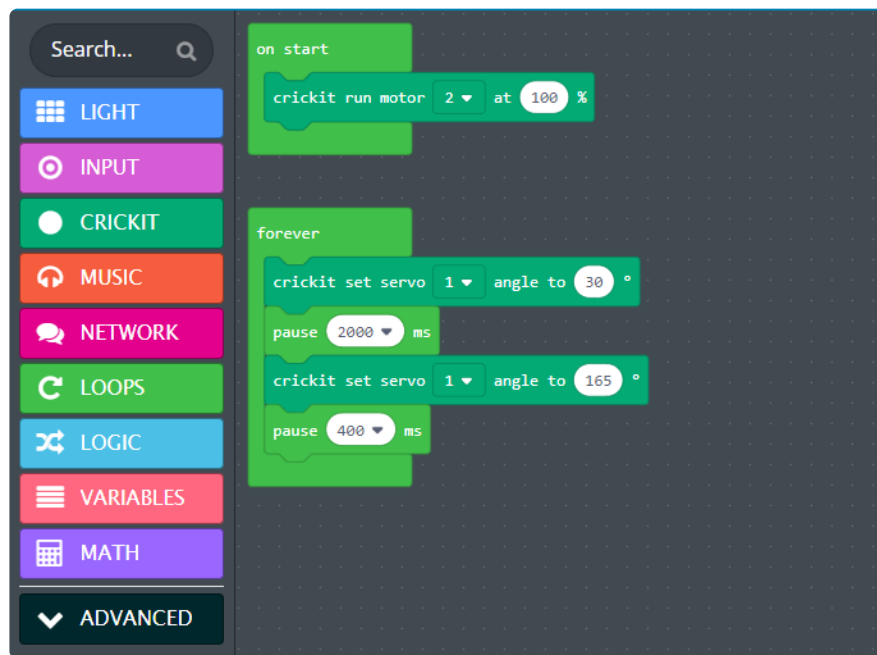 Search...
LIGHT
INPUT
CRICKIT
MUSIC
NETWORK
LOOPS
LOGIC
VARIABLES
MATH
ADVANCED
on start
crickit run motor 2 at 100 %
forever
crickit set servo 1 angle to 30 °
pause 2000 ms
crickit set servo 1 angle to 165 °
pause 400 ms